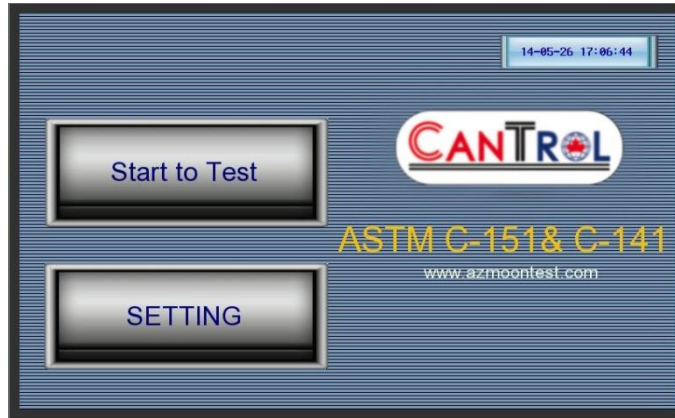 14-05-26 17:06:44
CANTROL
Start to Test
ASTM C-151& C-141
www.azmoontest.com
SETTING